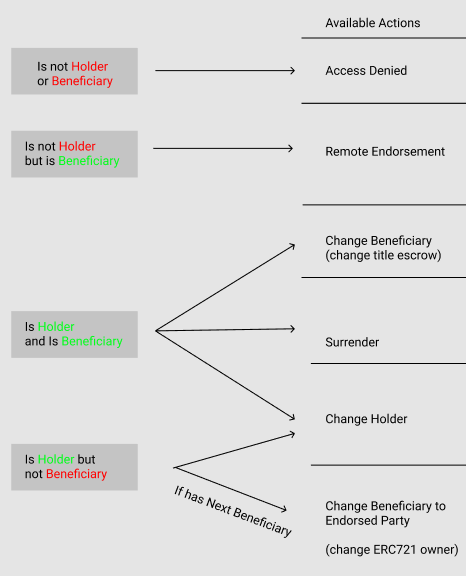 Available Actions
Is not Holder
or Beneficiary
Access Denied
Is not Holder
but is Beneficiary
Remote Endorsement
Change Beneficiary
(change title escrow)
Is Holder
and Is Beneficiary
Surrender
Change Holder
Is Holder but
not Beneficiary
If has Next Beneficiary
Change Beneficiary to
Endorsed Party
(change ERC721 owner)